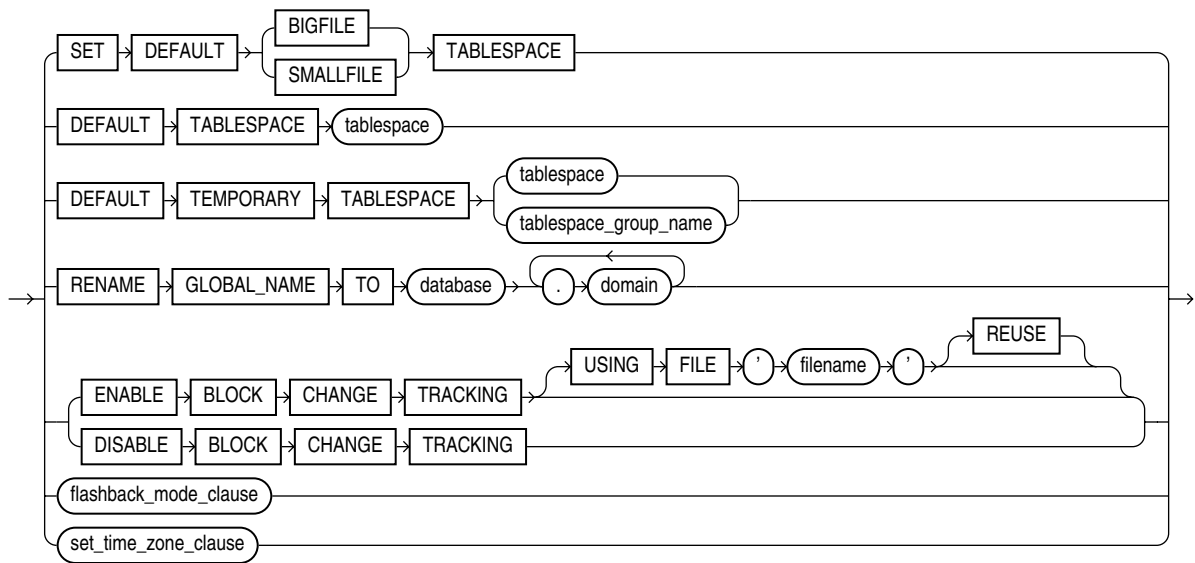 BIGFILE
SET DEFAULT TABLESPACE
SMALLFILE
DEFAULT TABLESPACE tablespace
tablespace
DEFAULT TEMPORARY TABLESPACE
tablespace_group_name
RENAME GLOBAL_NAME TO database . domain
REUSE
USING FILE ' filename '
ENABLE BLOCK CHANGE TRACKING
DISABLE BLOCK CHANGE TRACKING
flashback_mode_clause
set_time_zone_clause